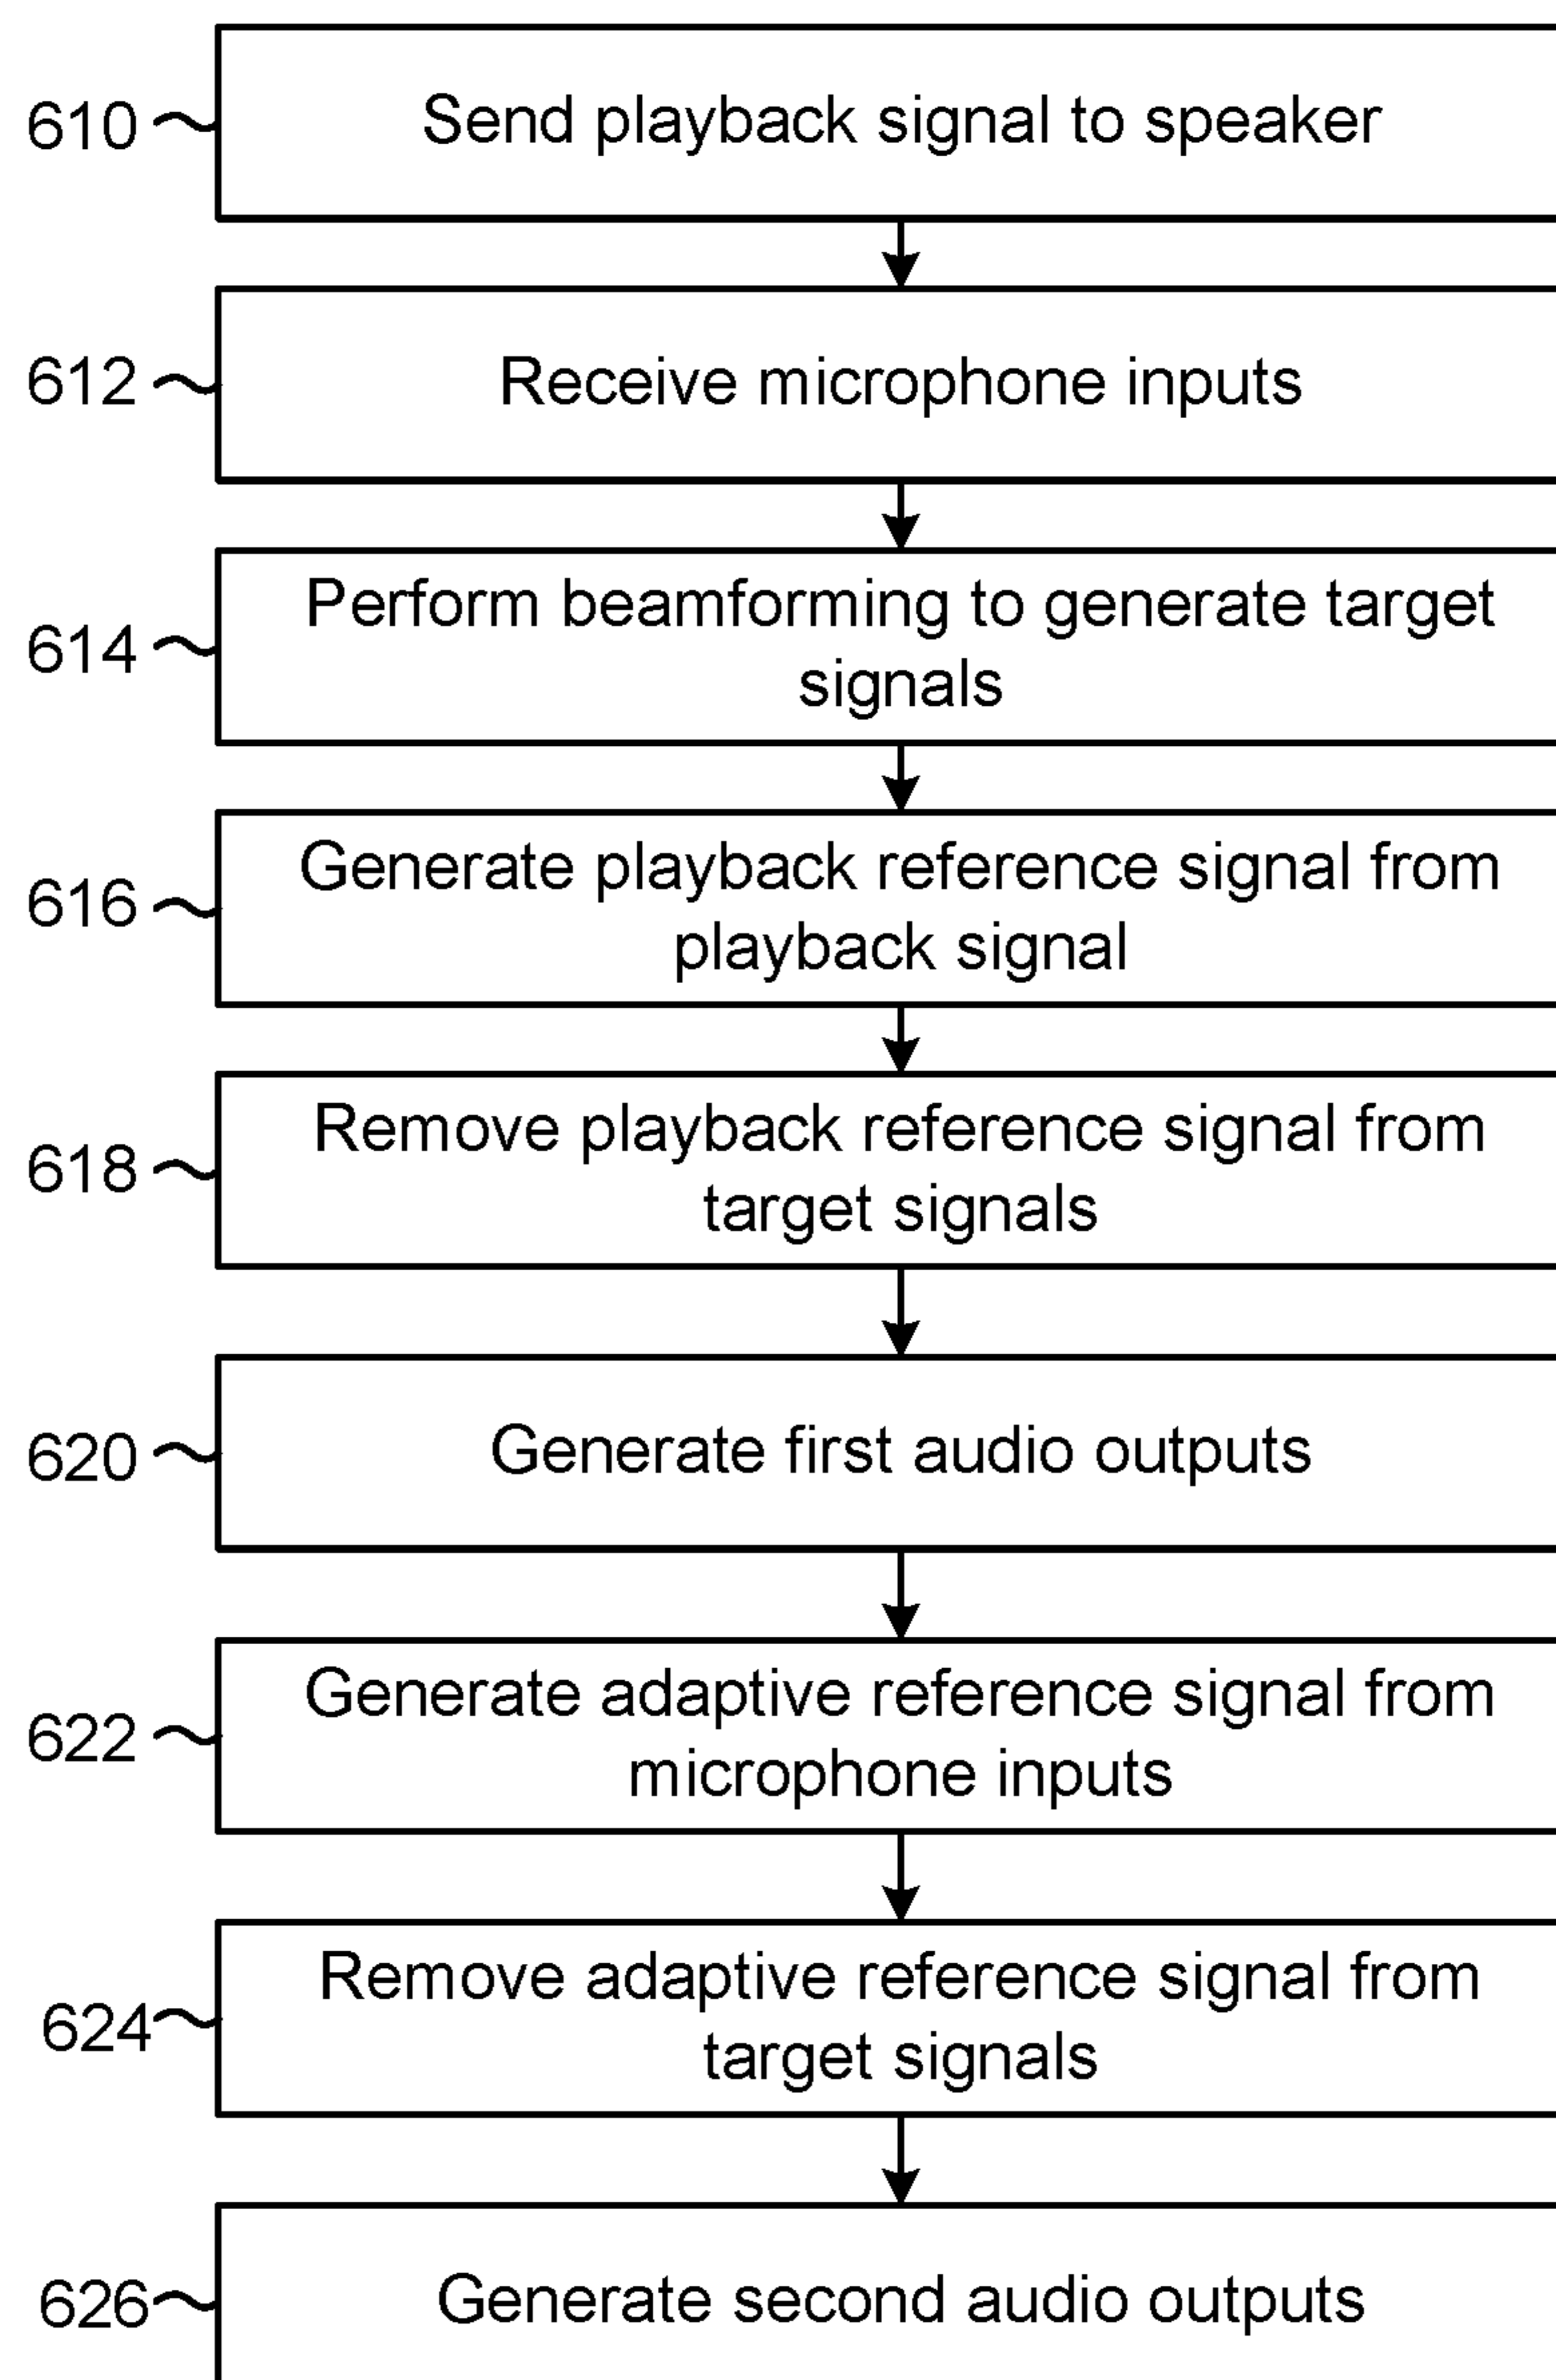 610 Send playback signal to speaker
612 Receive microphone inputs
614 Perform beamforming to generate target
signals
616 Generate playback reference signal from
playback signal
618 Remove playback reference signal from
target signals
620 Generate first audio outputs
622 Generate adaptive reference signal from
microphone inputs
624 Remove adaptive reference signal from
target signals
626 Generate second audio outputs